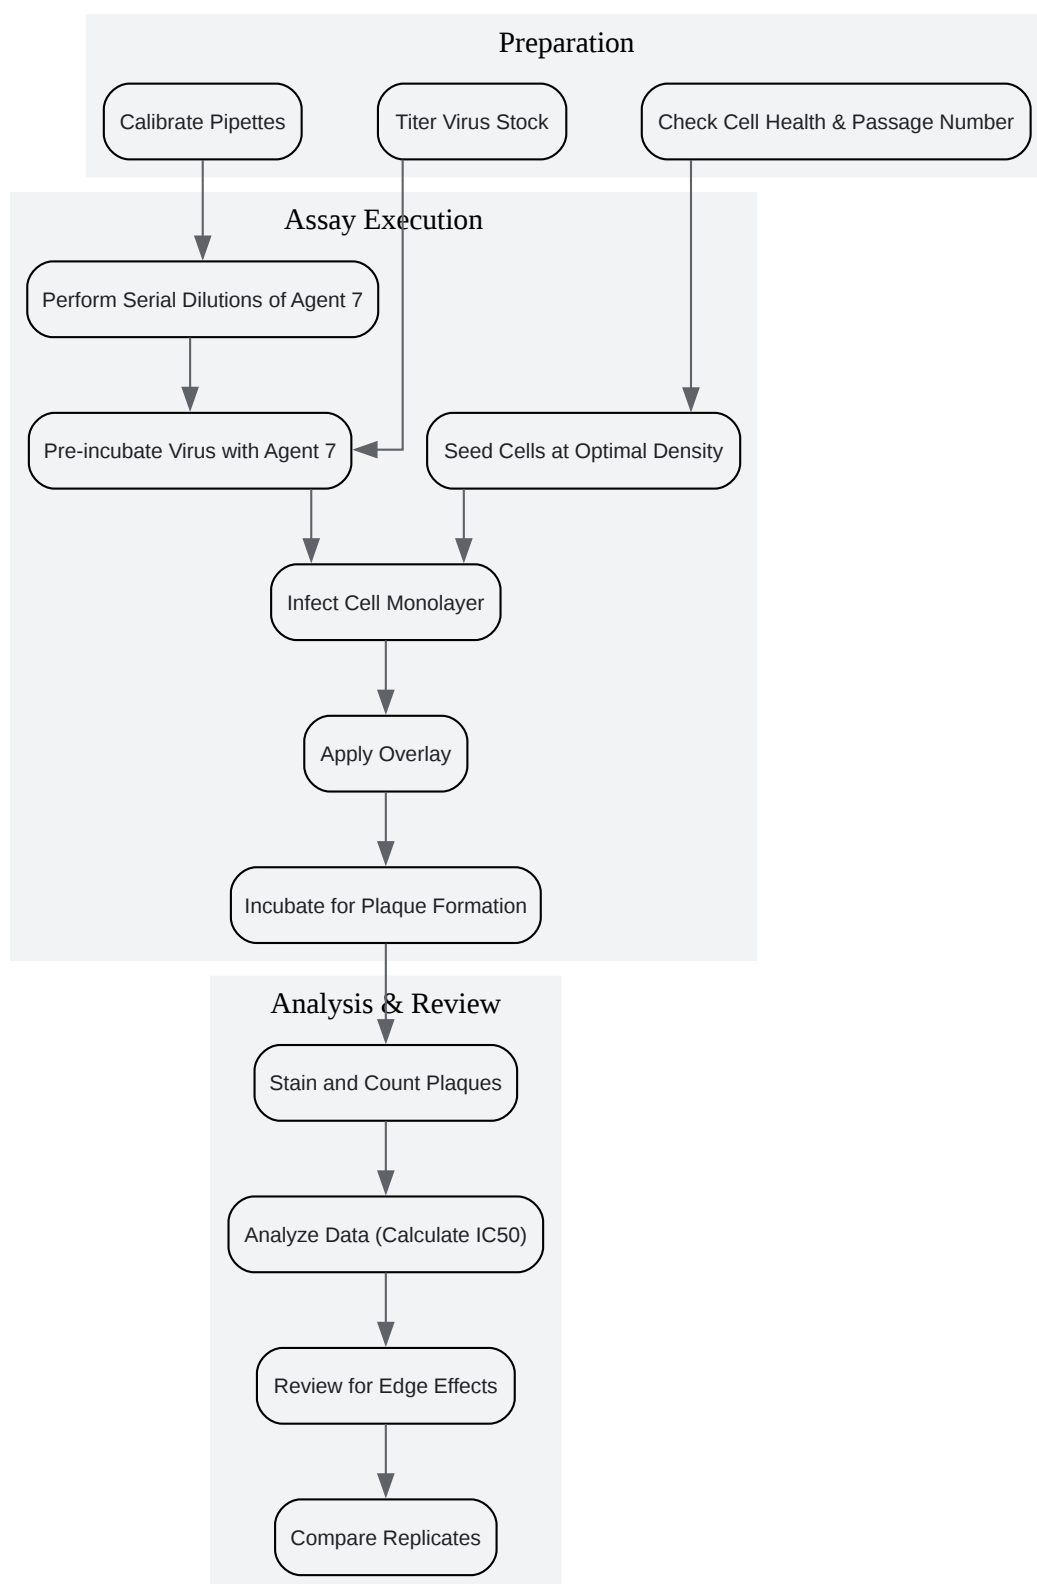 Preparation
Calibrate Pipettes
Titer Virus Stock
Check Cell Health & Passage Number
Assay Execution
Perform Serial Dilutions of Agent 7
Pre-incubate Virus with Agent 7
Seed Cells at Optimal Density
Infect Cell Monolayer
Apply Overlay
Incubate for Plaque Formation
Analysis & Review
Stain and Count Plaques
Analyze Data (Calculate IC50)
Review for Edge Effects
Compare Replicates